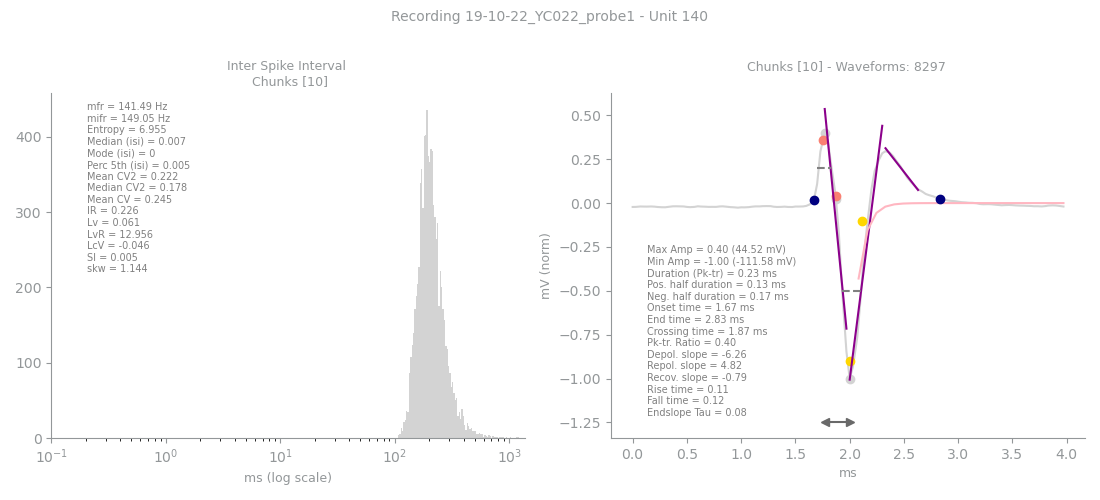 Recording 19-10-22_YC022_probe1 - Unit 140
Inter Spike Interval
Chunks [10]
mfr = 141.49 Hz
mifr = 149.05 Hz
Entropy = 6.955
Median (isi) = 0.007
Mode (isi) = 0
Perc 5th (isi) = 0.005
Mean CV2 = 0.222
Median CV2 = 0.178
Mean CV = 0.245
IR = 0.226
Lv = 0.061
LvR = 12.956
LcV = -0.046
SI = 0.005
skw = 1.144
400
300
200
100
0
10⁻¹ 10⁰ 10¹ 10² 10³
ms (log scale)
Chunks [10] - Waveforms: 8297
0.50
0.25
0.00
−0.25
−0.50
−0.75
−1.00
−1.25
mV (norm)
Max Amp = 0.40 (44.52 mV)
Min Amp = -1.00 (-111.58 mV)
Duration (Pk-tr) = 0.23 ms
Pos. half duration = 0.13 ms
Neg. half duration = 0.17 ms
Onset time = 1.67 ms
End time = 2.83 ms
Crossing time = 1.87 ms
Pk-tr. Ratio = 0.40
Depol. slope = -6.26
Repol. slope = 4.82
Recov. slope = -0.79
Rise time = 0.11
Fall time = 0.12
Endslope Tau = 0.08
0.0 0.5 1.0 1.5 2.0 2.5 3.0 3.5 4.0
ms